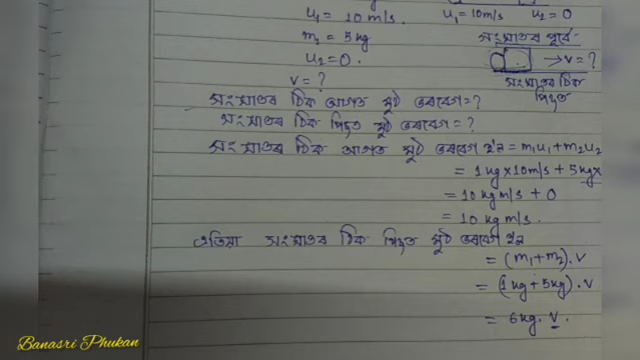 u₁ = 10 m/s. u₁ = 10m/s u₂ = 0
m₂ = 5 kg সংঘাতৰ পূৰ্বে
u₂ = 0. → v = ?
v = ? সংঘাতৰ ঠিক পিছত
সংঘাতৰ ঠিক আগত মুঠ ভৰবেগ = ?
সংঘাতৰ ঠিক পিছত মুঠ ভৰবেগ = ?
সংঘাতৰ ঠিক আগত মুঠ ভৰবেগ হ'ল = m₁u₁ + m₂u₂
= 1 kg x 10 m/s + 5 kg x
= 10 kg m/s + 0
= 10 kg m/s.
এতিয়া সংঘাতৰ ঠিক পিছত মুঠ ভৰবেগ হ'ল
= (m₁ + m₂) . v
= (1 kg + 5 kg) . v
= 6 kg . v .
Banasri Phukan